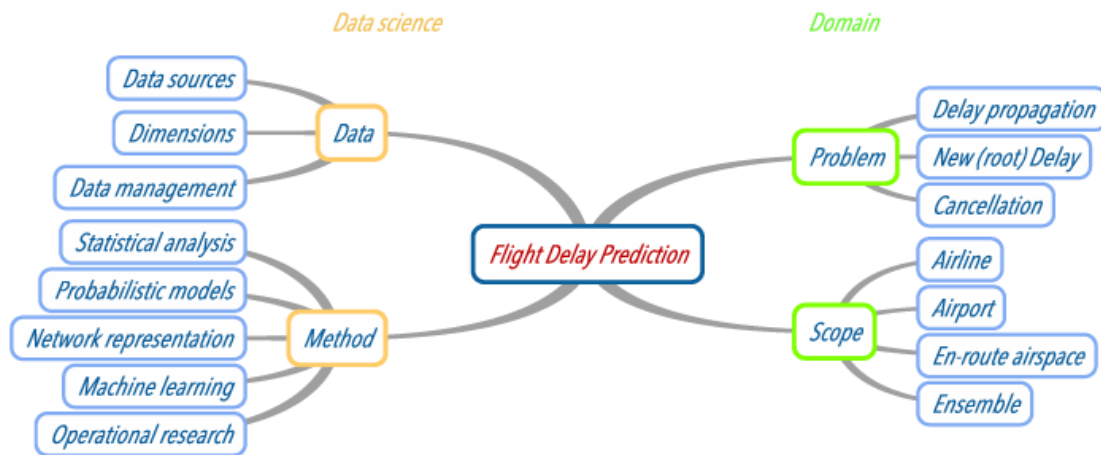 Data science
Domain
Data sources
Dimensions
Data management
Data
Statistical analysis
Probabilistic models
Network representation
Machine learning
Operational research
Method
Flight Delay Prediction
Problem
Delay propagation
New (root) Delay
Cancellation
Scope
Airline
Airport
En-route airspace
Ensemble